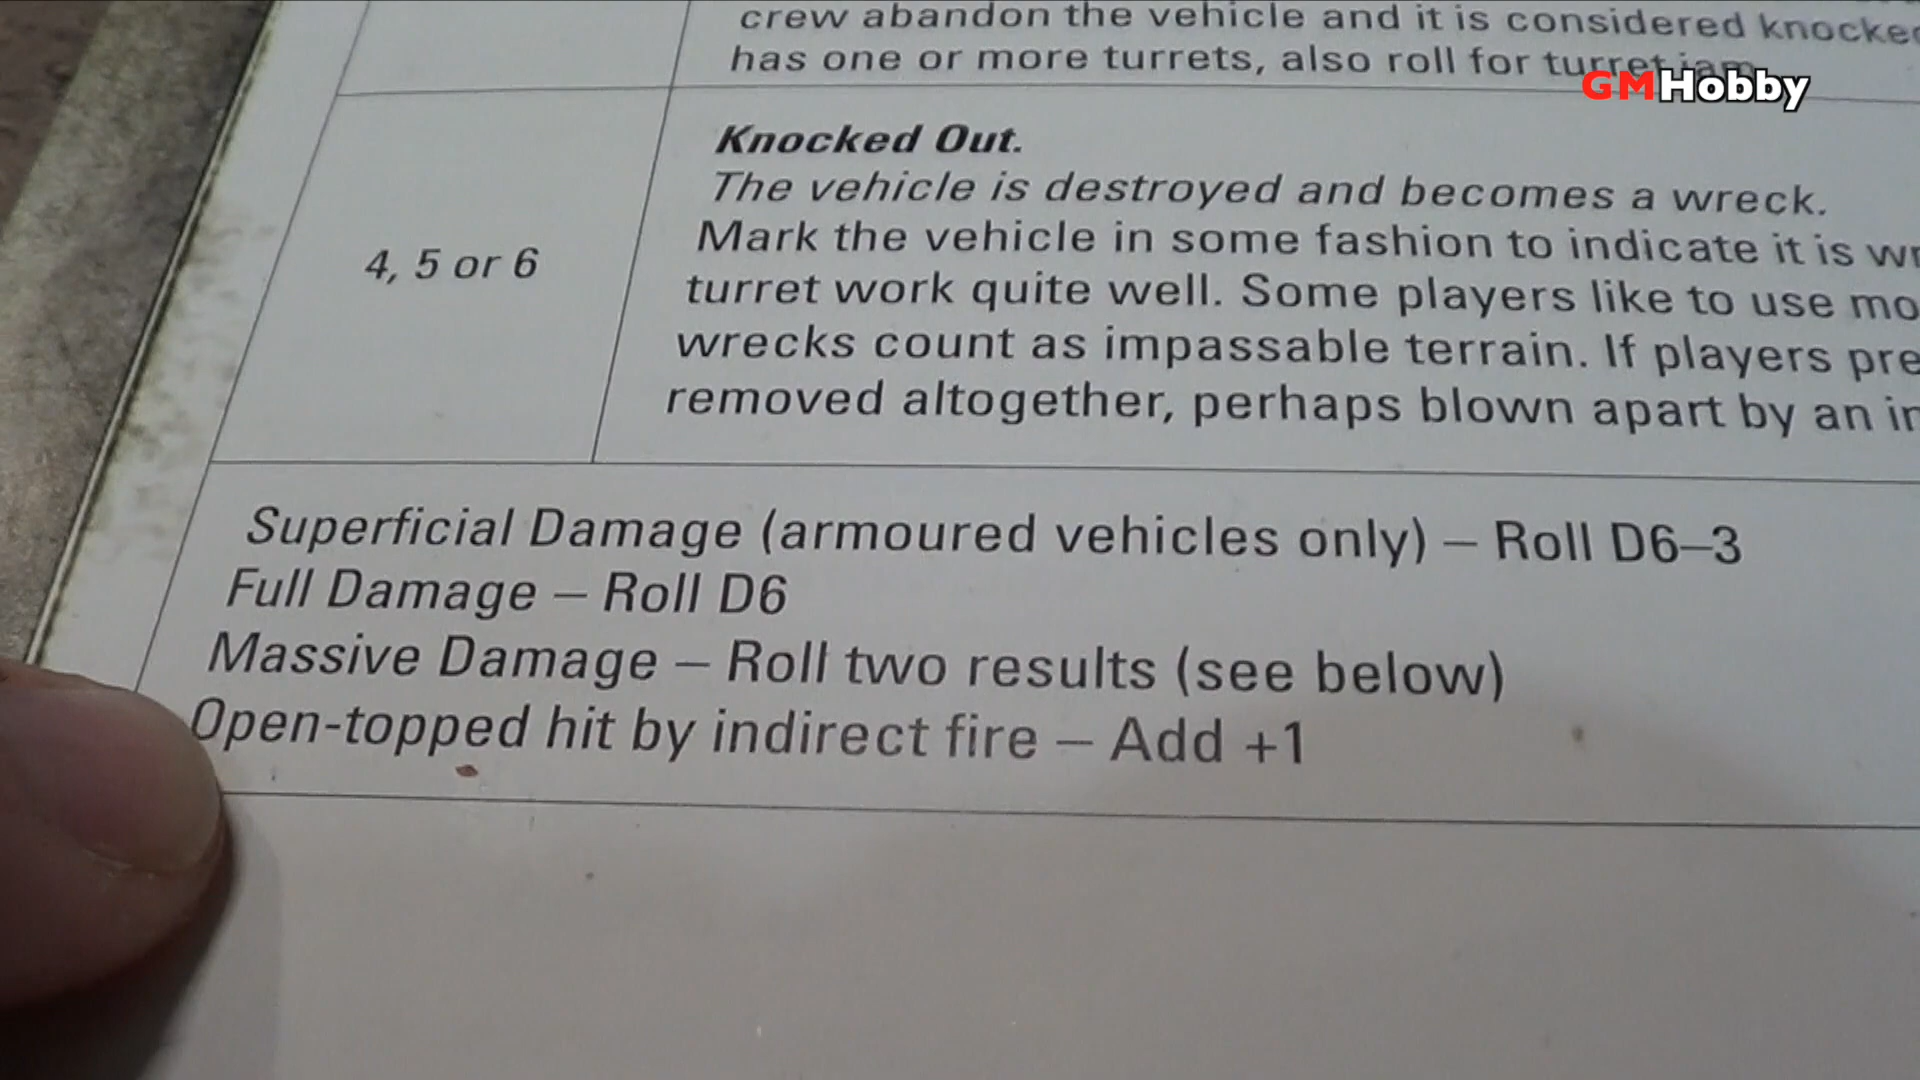 crew abandon the vehicle and it is considered knocked
has one or more turrets, also roll for turret jam
GMHobby
Knocked Out.
The vehicle is destroyed and becomes a wreck.
Mark the vehicle in some fashion to indicate it is
turret work quite well. Some players like to use
4, 5 or 6
wrecks count as impassable terrain. If players
removed altogether, perhaps blown apart by an
Superficial Damage (armoured vehicles only) – Roll D6–3
Full Damage – Roll D6
Massive Damage – Roll two results (see below)
Open-topped hit by indirect fire – Add +1